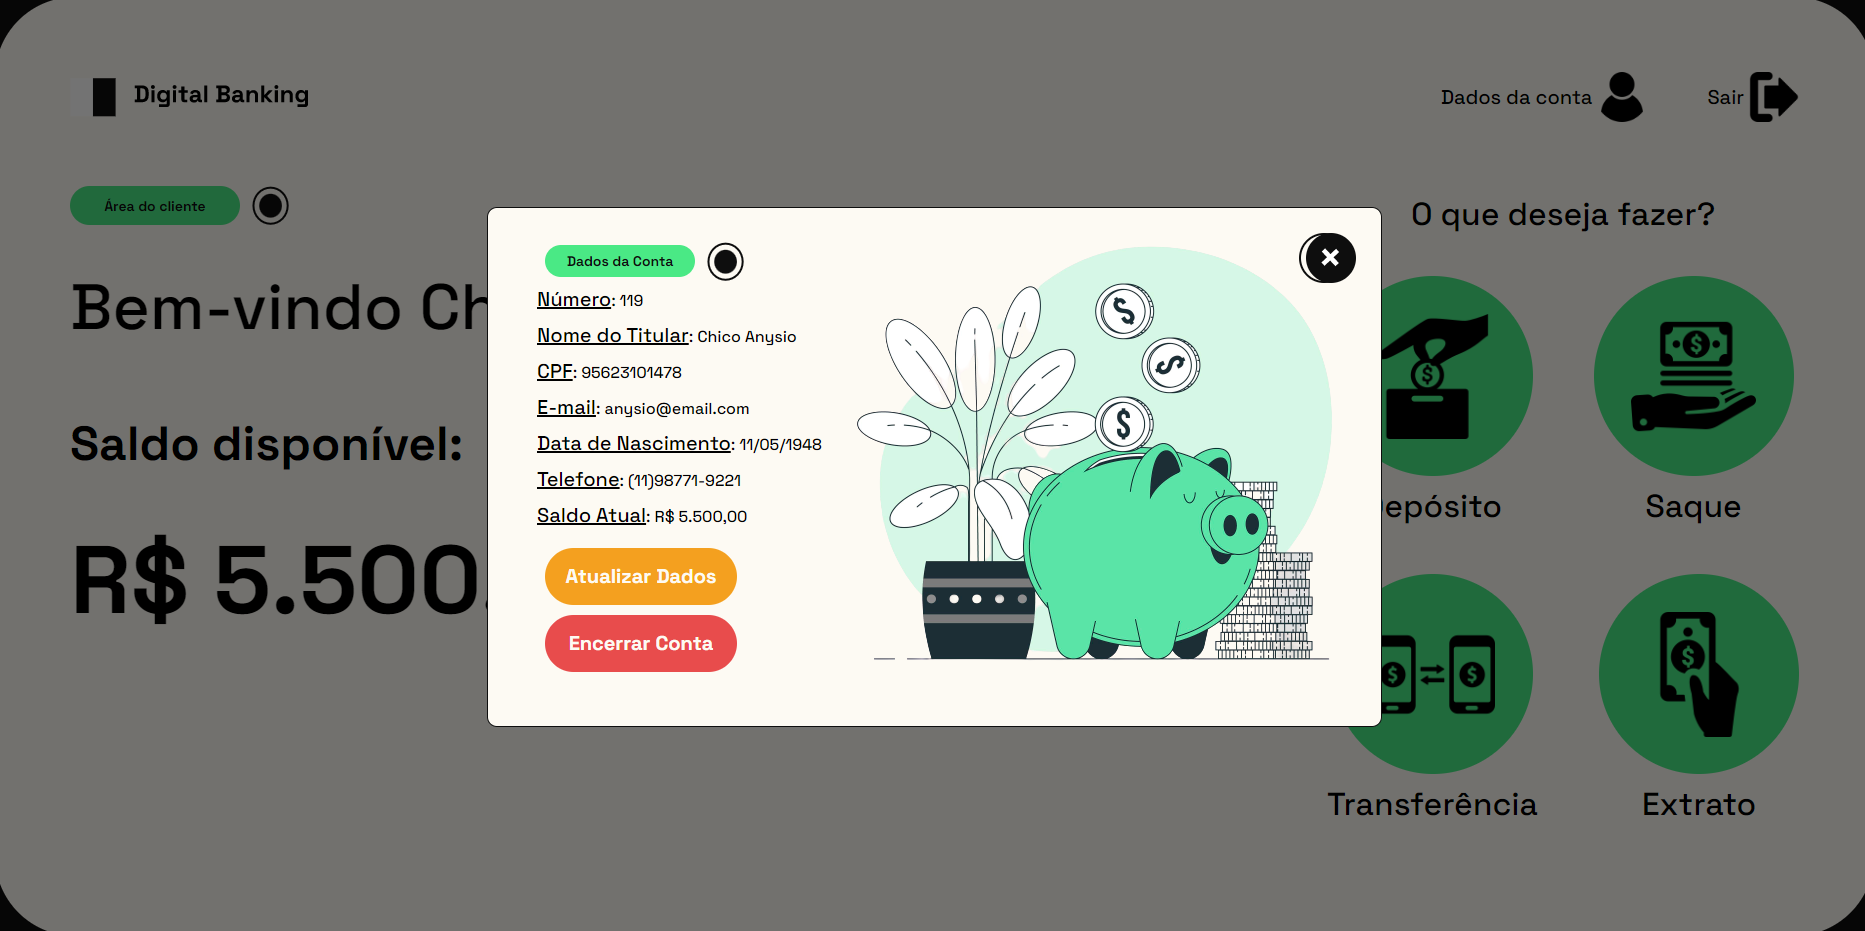 Digital Banking
Dados da conta
Sair
Área do cliente
O que deseja fazer?
Bem-vindo Ch
Saldo disponível:
R$ 5.500.
Dados da Conta
Número: 119
Nome do Titular: Chico Anysio
CPF: 95623101478
E-mail: anysio@email.com
Data de Nascimento: 11/05/1948
Telefone: (11)98771-9221
Saldo Atual: R$ 5.500,00
Atualizar Dados
Encerrar Conta
$
$
$
epósito
Saque
Transferência
Extrato